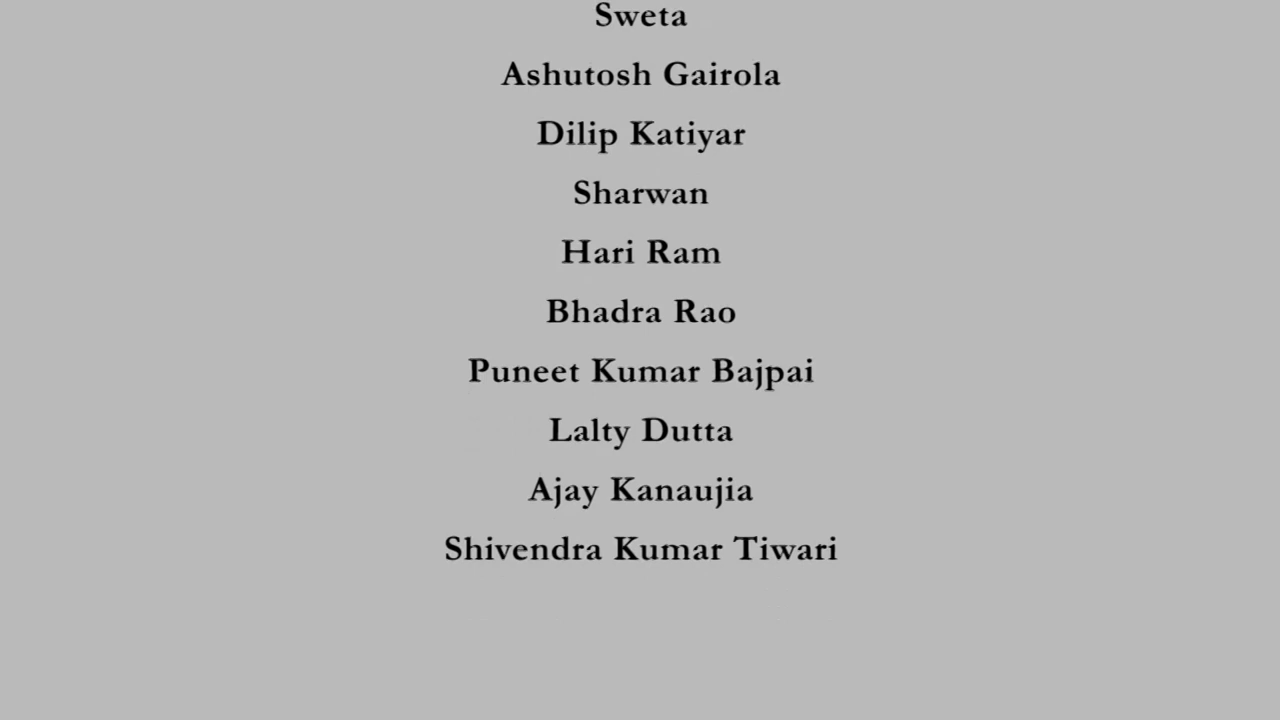 Sweta
Ashutosh Gairola
Dilip Katiyar
Sharwan
Hari Ram
Bhadra Rao
Puneet Kumar Bajpai
Lalty Dutta
Ajay Kanaujia
Shivendra Kumar Tiwari